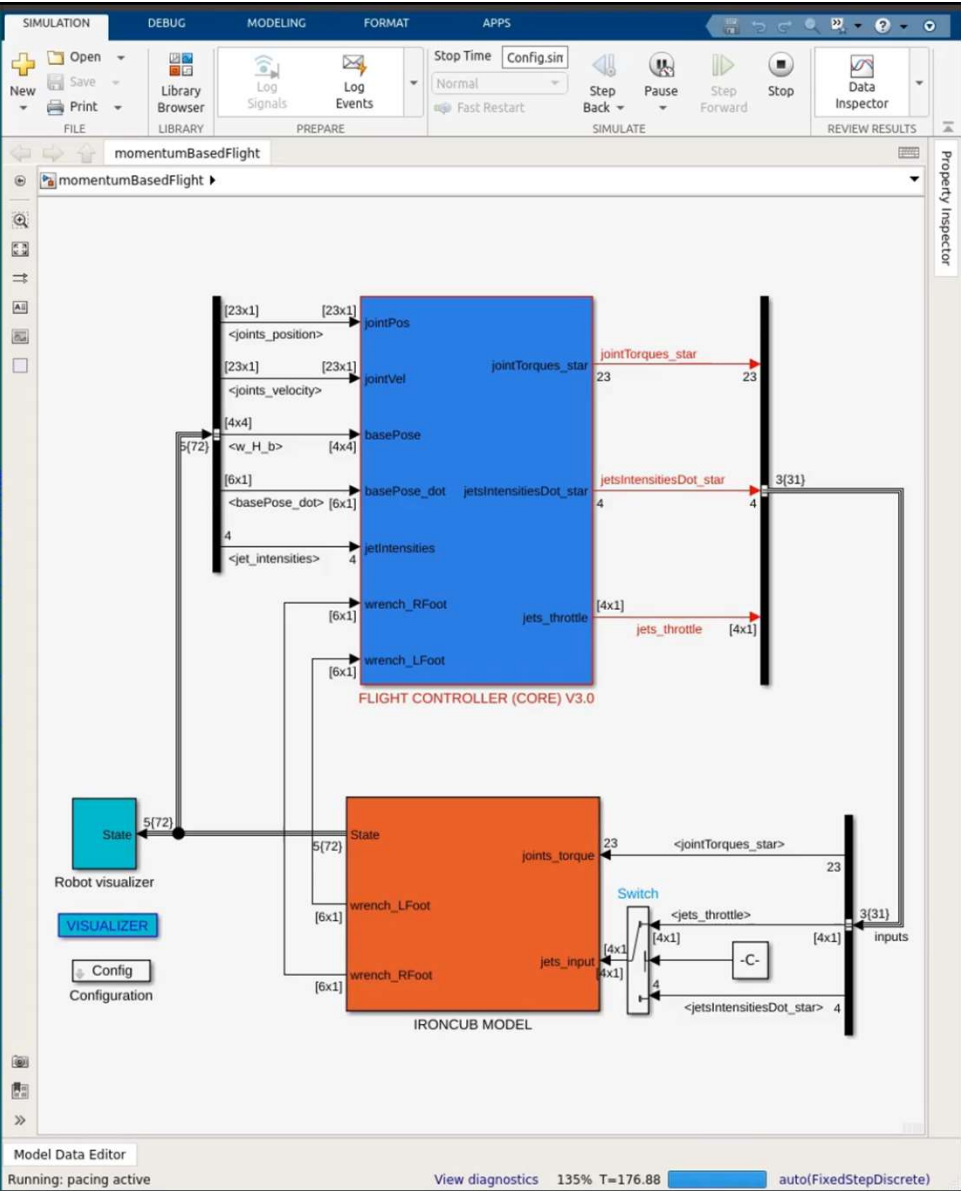 SIMULATION DEBUG MODELING FORMAT APPS
New
Open
Save
Print
FILE
Library
Browser
LIBRARY
Log
Signals
Log
Events
PREPARE
Stop Time Config.sin
Normal
Fast Restart
Step
Back
Pause
Step
Forward
Stop
SIMULATE
Data
Inspector
REVIEW RESULTS
momentumBasedFlight
momentumBasedFlight
Property Inspector
[23x1] [23x1]
<joints_position>
jointPos
[23x1] [23x1]
<joints_velocity>
jointVel
[4x4]
5{72}
<w_H_b> [4x4]
basePose
[6x1]
<basePose_dot> [6x1]
basePose_dot
4
<jet_intensities> 4
jetIntensities
wrench_RFoot
[6x1]
wrench_LFoot
[6x1]
jointTorques_star
jointTorques_star
23 23
jetsIntensitiesDot_star
jetsIntensitiesDot_star
4 4
3{31}
jets_throttle
[4x1]
jets_throttle [4x1]
FLIGHT CONTROLLER (CORE) V3.0
State
5{72}
Robot visualizer
VISUALIZER
Config
Configuration
State
5{72}
wrench_LFoot
[6x1]
wrench_RFoot
[6x1]
joints_torque
23
<jointTorques_star>
23
Switch
<jets_throttle>
[4x1] [4x1]
3{31}
inputs
jets_input
[4x1
[4x1]
-C-
4
<jetsIntensitiesDot_star> 4
IRONCUB MODEL
Model Data Editor
Running: pacing active View diagnostics 135% T=176.88 auto(FixedStepDiscrete)